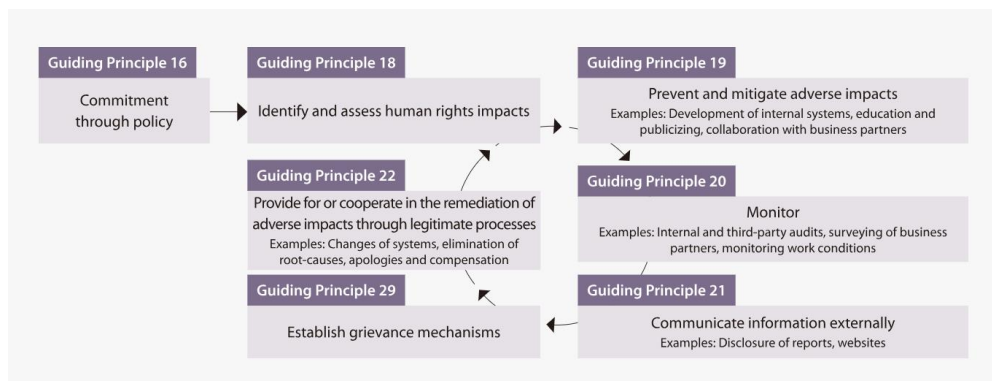 Guiding Principle 16
Commitment
through policy
Guiding Principle 18
Identify and assess human rights impacts
Guiding Principle 19
Prevent and mitigate adverse impacts
Examples: Development of internal systems, education and
publicizing, collaboration with business partners
Guiding Principle 20
Monitor
Examples: Internal and third-party audits, surveying of business
partners, monitoring work conditions
Guiding Principle 21
Communicate information externally
Examples: Disclosure of reports, websites
Guiding Principle 29
Establish grievance mechanisms
Guiding Principle 22
Provide for or cooperate in the remediation of
adverse impacts through legitimate processes
Examples: Changes of systems, elimination of
root-causes, apologies and compensation